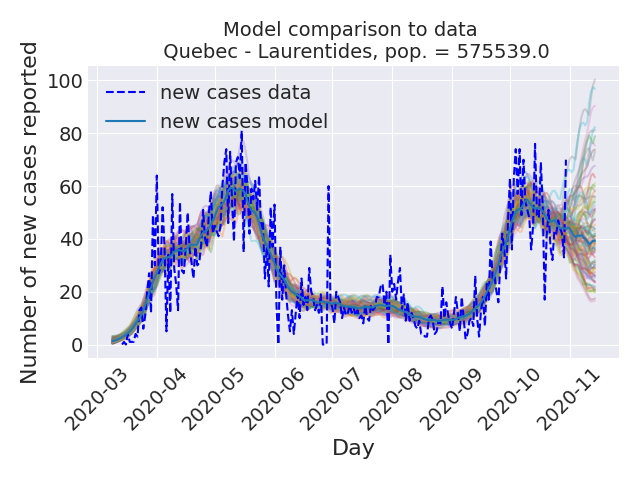 Model comparison to data
Quebec - Laurentides, pop. = 575539.0
Number of new cases reported
100
80
60
40
20
0
new cases data
new cases model
2020-03
2020-04
2020-05
2020-06
2020-07
2020-08
2020-09
2020-10
2020-11
Day